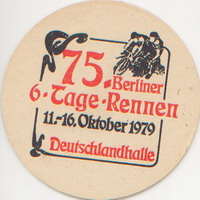 75. Berliner
6-Tage-Rennen
11.-16. Oktober 1979
Deutschlandhalle